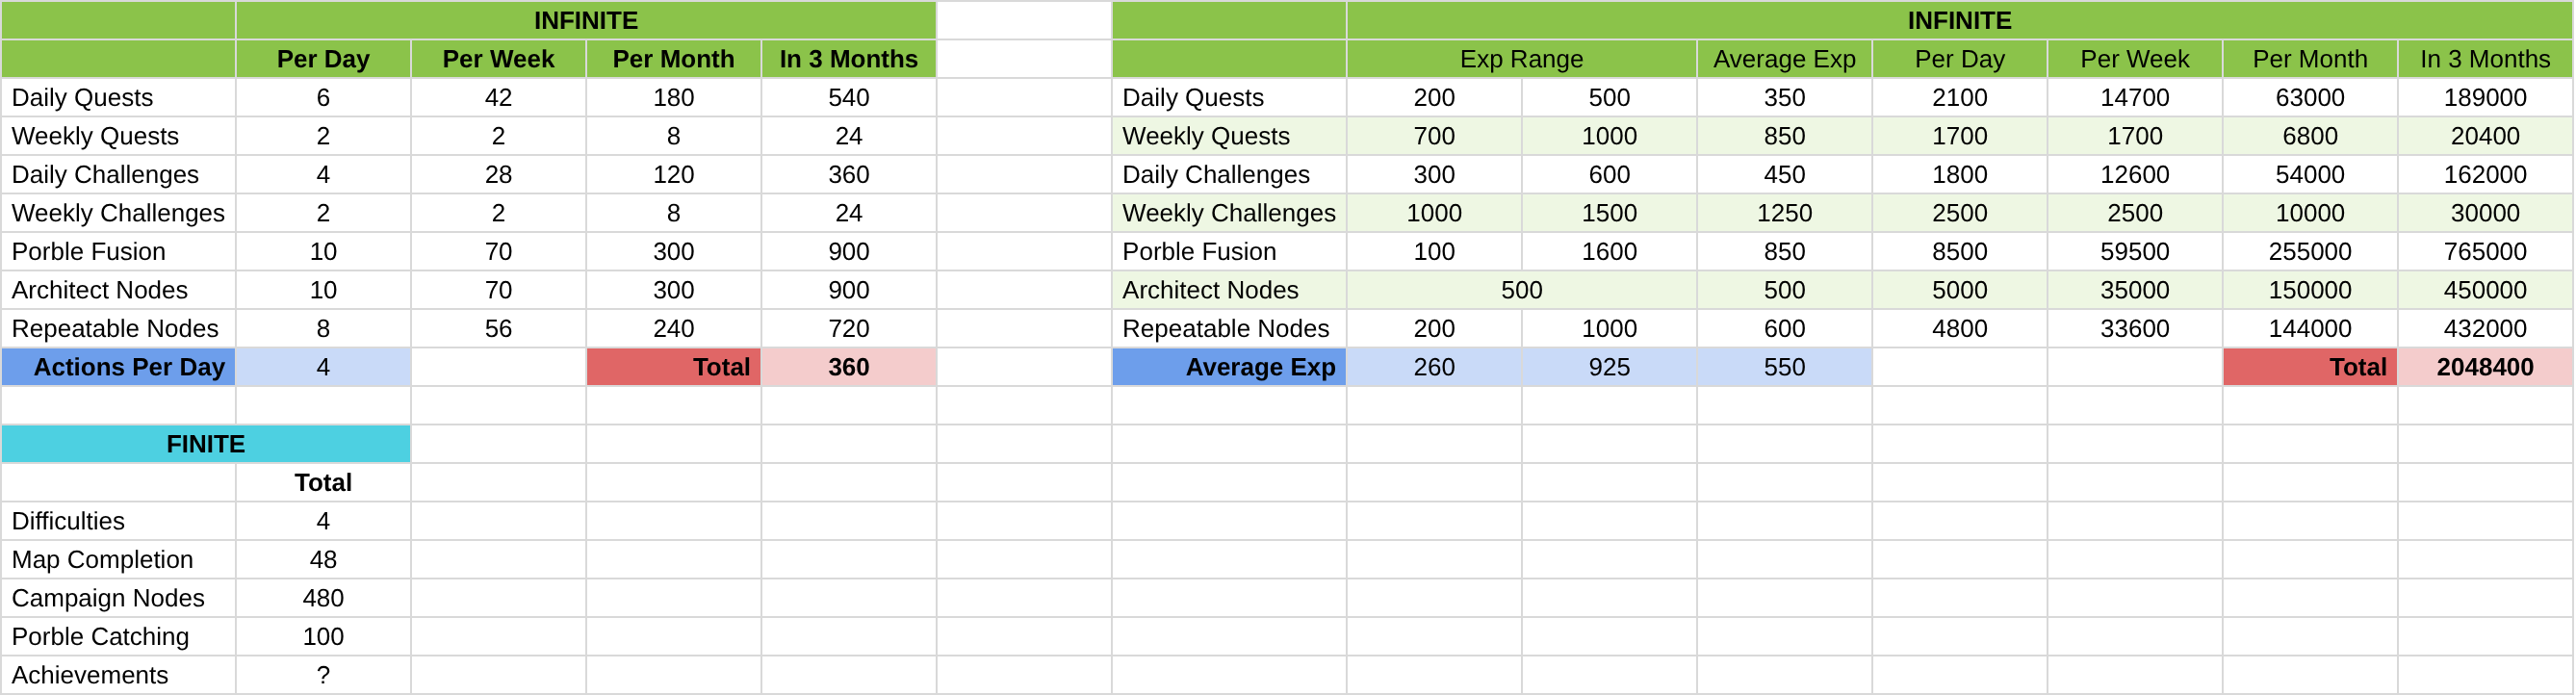 INFINITE INFINITE
Per Day Per Week Per Month In 3 Months Exp Range Average Exp Per Day Per Week Per Month In 3 Months
Daily Quests 6 42 180 540 Daily Quests 200 500 350 2100 14700 63000 189000
Weekly Quests 2 2 8 24 Weekly Quests 700 1000 850 1700 1700 6800 20400
Daily Challenges 4 28 120 360 Daily Challenges 300 600 450 1800 12600 54000 162000
Weekly Challenges 2 2 8 24 Weekly Challenges 1000 1500 1250 2500 2500 10000 30000
Porble Fusion 10 70 300 900 Porble Fusion 100 1600 850 8500 59500 255000 765000
Architect Nodes 10 70 300 900 Architect Nodes 500 500 5000 35000 150000 450000
Repeatable Nodes 8 56 240 720 Repeatable Nodes 200 1000 600 4800 33600 144000 432000
Actions Per Day 4 Total 360 Average Exp 260 925 550 Total 2048400
FINITE
Total
Difficulties 4
Map Completion 48
Campaign Nodes 480
Porble Catching 100
Achievements ?